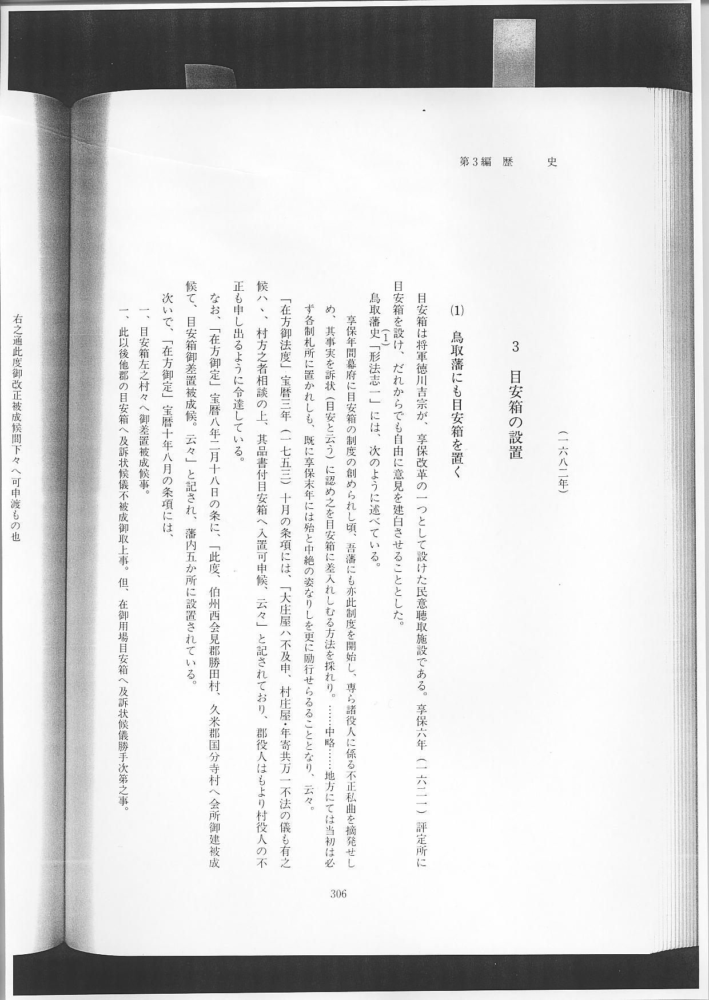 第3編　歴　　史
（一六八二年）
3　目安箱の設置
(1)　鳥取藩にも目安箱を置く
目安箱は将軍徳川吉宗が、享保改革の一つとして設けた民意聴取施設である。享保六年（一六二一）評定所に
目安箱を設け、だれからでも自由に意見を建白させることとした。
(1)
鳥取藩史「形法志一」には、次のように述べている。
享保年間幕府に目安箱の制度の創められし頃、吾藩にも亦此制度を開始し、専ら諸役人に係る不正私曲を摘発せし
め、其事実を訴状（目安と云う）に認め之を目安箱に差入れしむる方法を採れり。……中略……地方にては当初は必
ず各制札所に置かれしも、既に享保末年には殆と中絶の姿なりしを更に励行せらるることとなり、云々。
「在方御法度」宝暦三年（一七五三）十月の条項には、「大庄屋ハ不及申、村庄屋・年寄共万一不法の儀も有之
候ハヽ、村方之者相談の上、其品書付目安箱へ入置可申候、云々」と記されており、郡役人はもより村役人の不
正も申し出るように令達している。
なお、「在方御定」宝暦八年二月十八日の条に、「此度、伯州西会見郡勝田村、久米郡国分寺村へ会所御建被成
候て、目安箱御差置被成候。云々」と記され、藩内五か所に設置されている。
次いで、「在方御定」宝暦十年八月の条項には、
一、目安箱左之村々へ御差置被成候事。
一、此以後他郡の目安箱へ及訴状候儀不被成御取上事。但、在御用場目安箱へ及訴状候儀勝手次第之事。
306
右之通此度御改正被成候間下々へ可申渡もの也